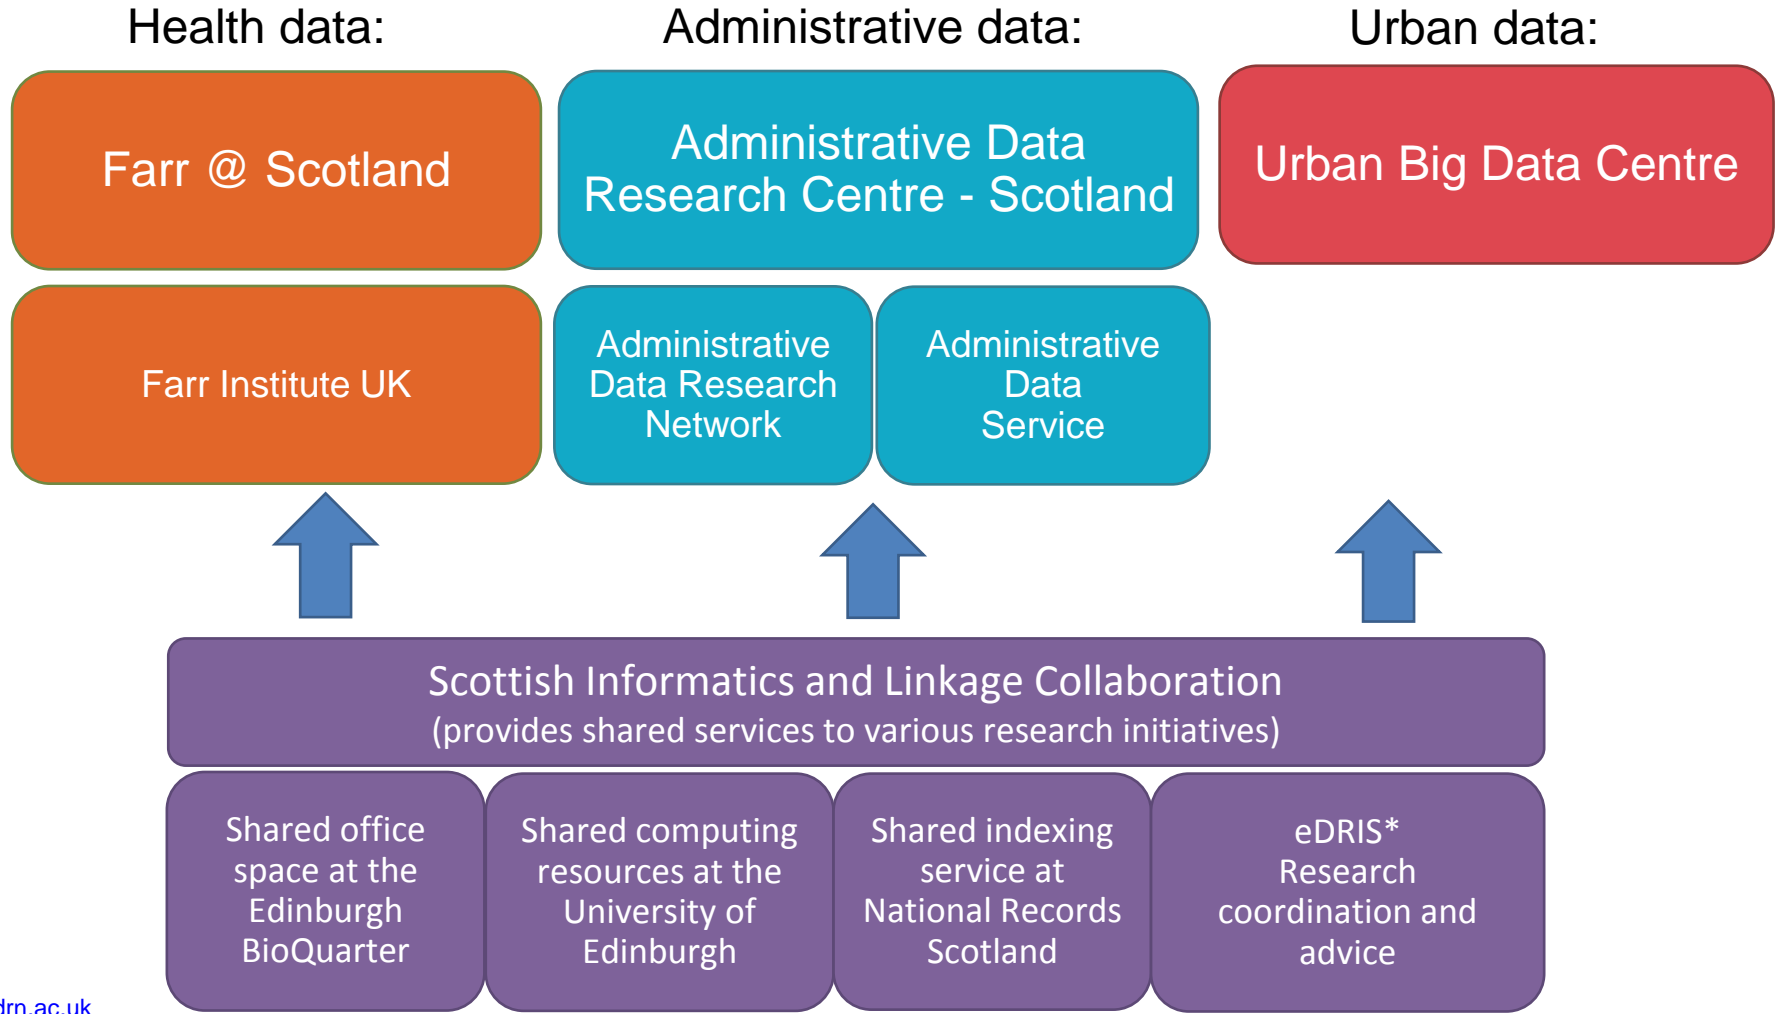 Health data:
Administrative data:
Urban data:
Farr @ Scotland
Administrative Data
Research Centre - Scotland
Urban Big Data Centre
Farr Institute UK
Administrative
Data Research
Network
Administrative
Data
Service
Scottish Informatics and Linkage Collaboration
(provides shared services to various research initiatives)
Shared office
space at the
Edinburgh
BioQuarter
Shared computing
resources at the
University of
Edinburgh
Shared indexing
service at
National Records
Scotland
eDRIS*
Research
coordination and
advice
drn.ac.uk